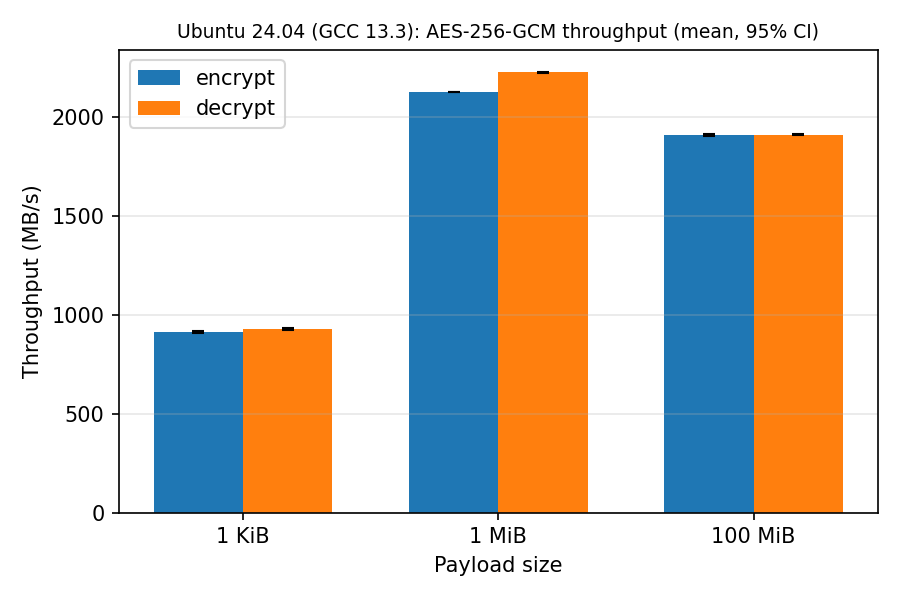 Ubuntu 24.04 (GCC 13.3): AES-256-GCM throughput (mean, 95% CI)
encrypt
decrypt
Throughput (MB/s)
2000
1500
1000
500
0
1 KiB
1 MiB
100 MiB
Payload size